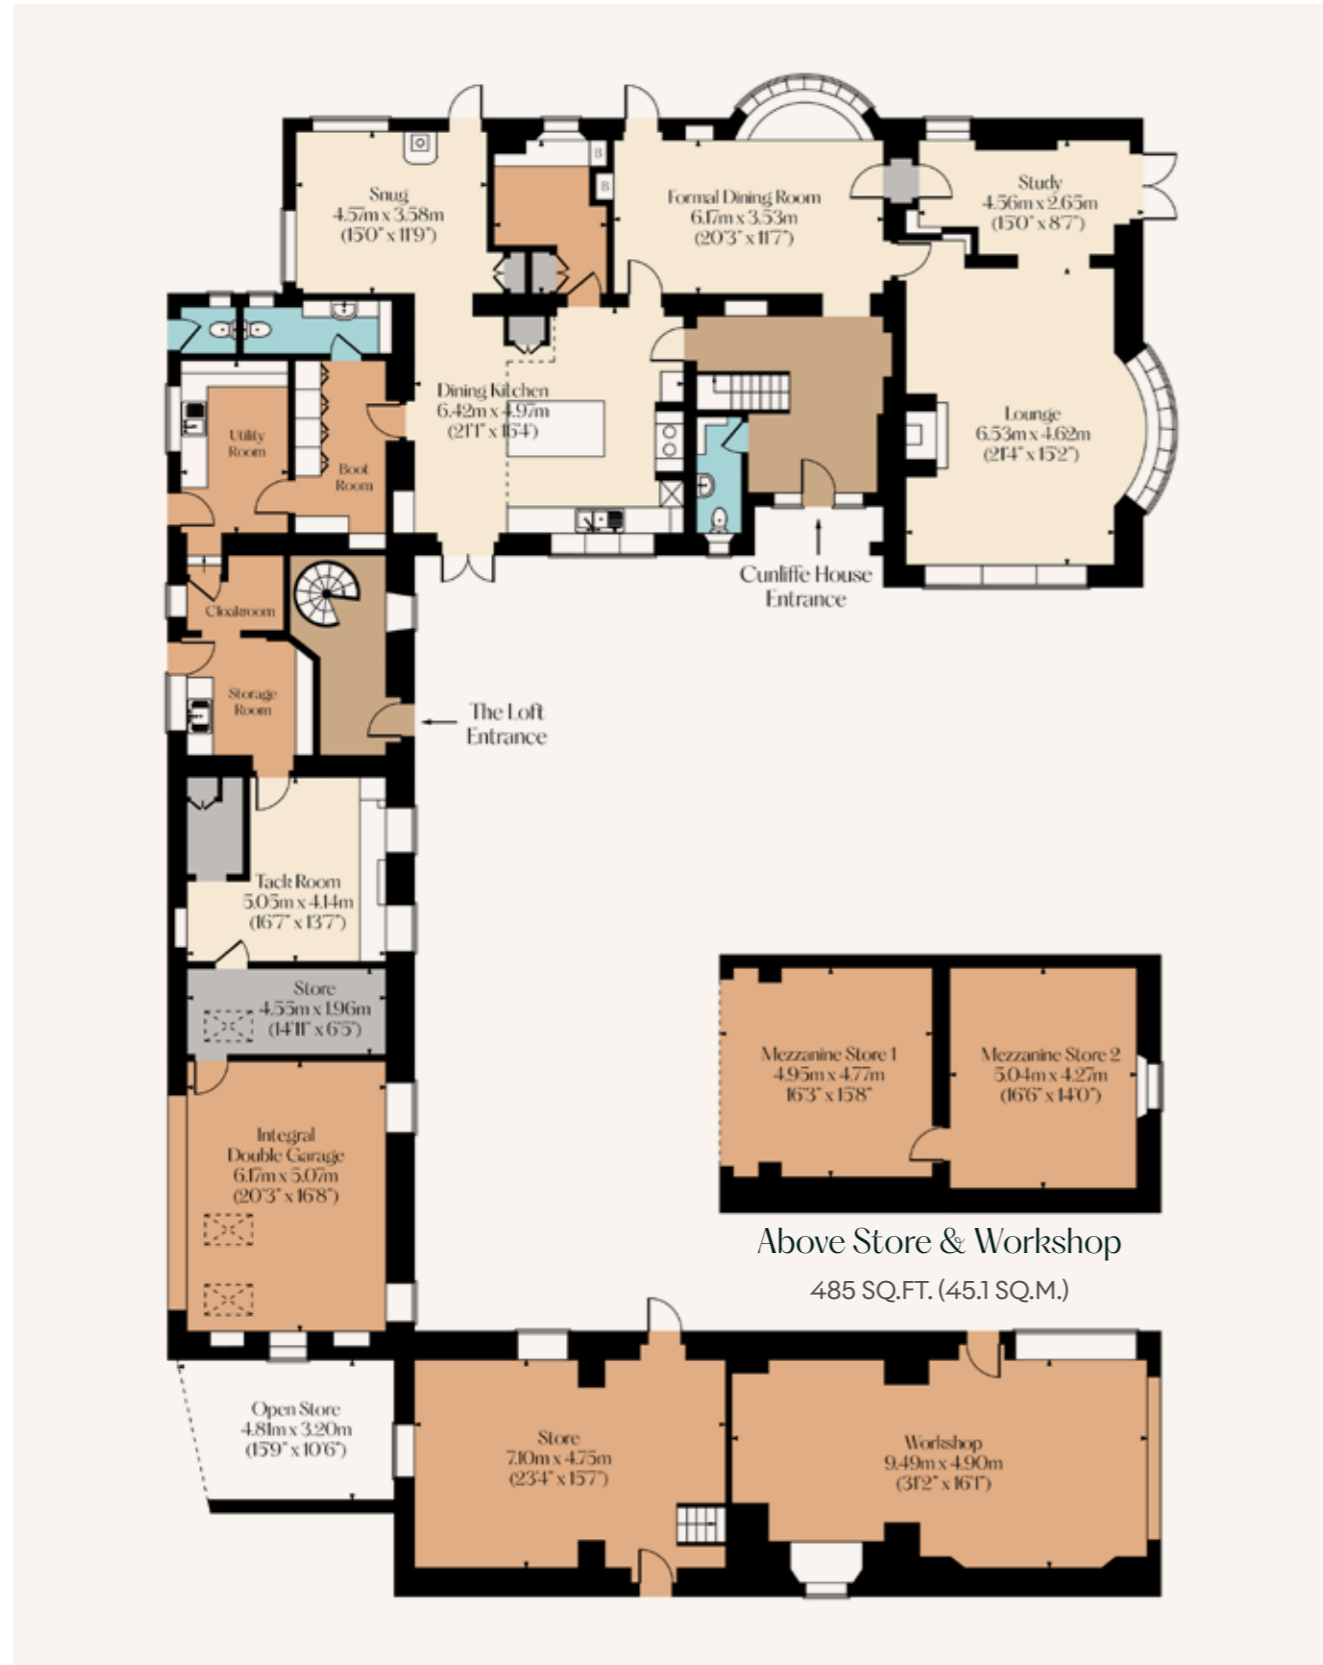 Snug
4.57m x 3.58m
(15'0" x 11'9")
B
B
Formal Dining Room
6.17m x 3.53m
(20'3" x 11'7")
Study
4.56m x 2.65m
(15'0" x 8'7")
Dining Kitchen
6.42m x 4.97m
(21'1" x 16'4")
Utility
Room
Boot
Room
Lounge
6.53m x 4.62m
(21'4" x 15'2")
Cunliffe House
Entrance
Cloakroom
Storage
Room
The Loft
Entrance
Tack Room
5.05m x 4.14m
(16'7" x 13'7")
Store
4.55m x 1.96m
(14'11" x 6'5")
Mezzanine Store 1
4.95m x 4.77m
16'3" x 15'8"
Mezzanine Store 2
5.04m x 4.27m
(16'6" x 14'0")
Integral
Double Garage
6.17m x 5.07m
(20'3" x 16'8")
Above Store & Workshop
485 SQ.FT. (45.1 SQ.M.)
Open Store
4.81m x 3.20m
(15'9" x 10'6")
Store
7.10m x 4.75m
(23'4" x 15'7")
Workshop
9.49m x 4.90m
(31'2" x 16'1")